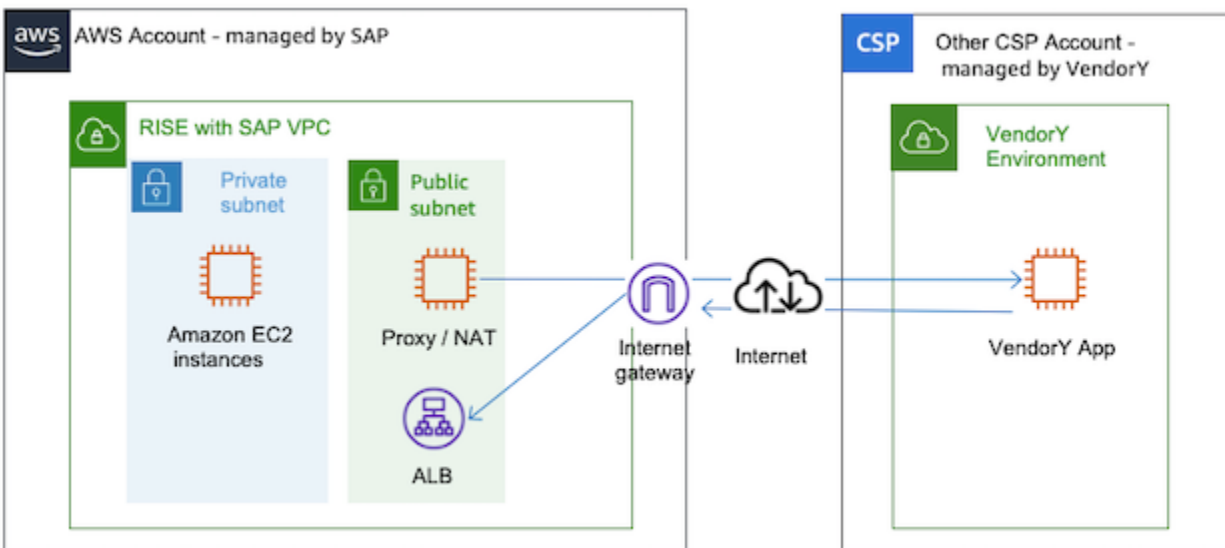 aws
AWS Account - managed by SAP
CSP
Other CSP Account -
managed by VendorY
RISE with SAP VPC
Private
subnet
Public
subnet
VendorY
Environment
Amazon EC2
instances
Proxy / NAT
Internet
gateway
Internet
VendorY App
ALB